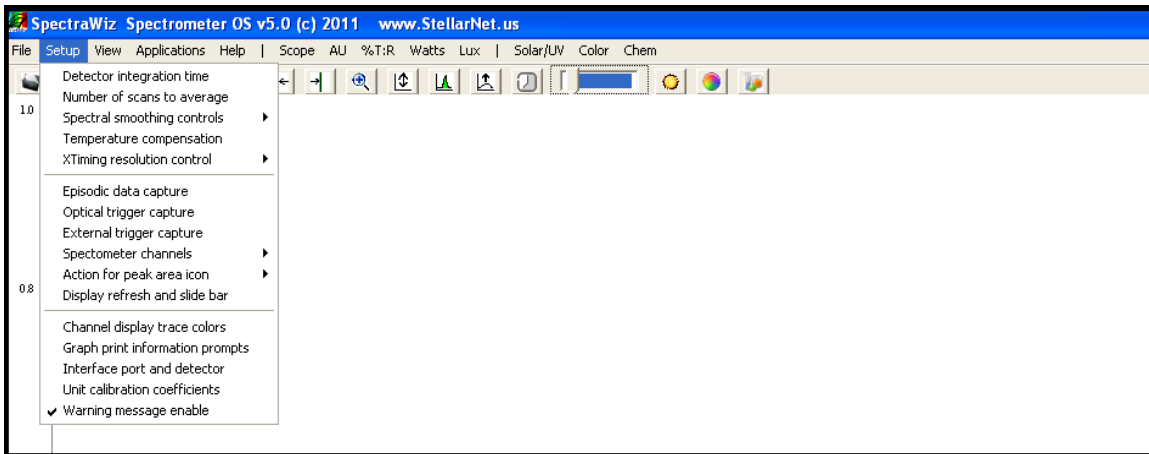 SpectraWiz Spectrometer OS v5.0 (c) 2011 www.StellarNet.us
File Setup View Applications Help | Scope AU %T:R Watts Lux | Solar/UV Color Chem
Detector integration time
Number of scans to average
Spectral smoothing controls
Temperature compensation
XTiming resolution control
Episodic data capture
Optical trigger capture
External trigger capture
Spectometer channels
Action for peak area icon
Display refresh and slide bar
Channel display trace colors
Graph print information prompts
Interface port and detector
Unit calibration coefficients
Warning message enable
1.0
0.8